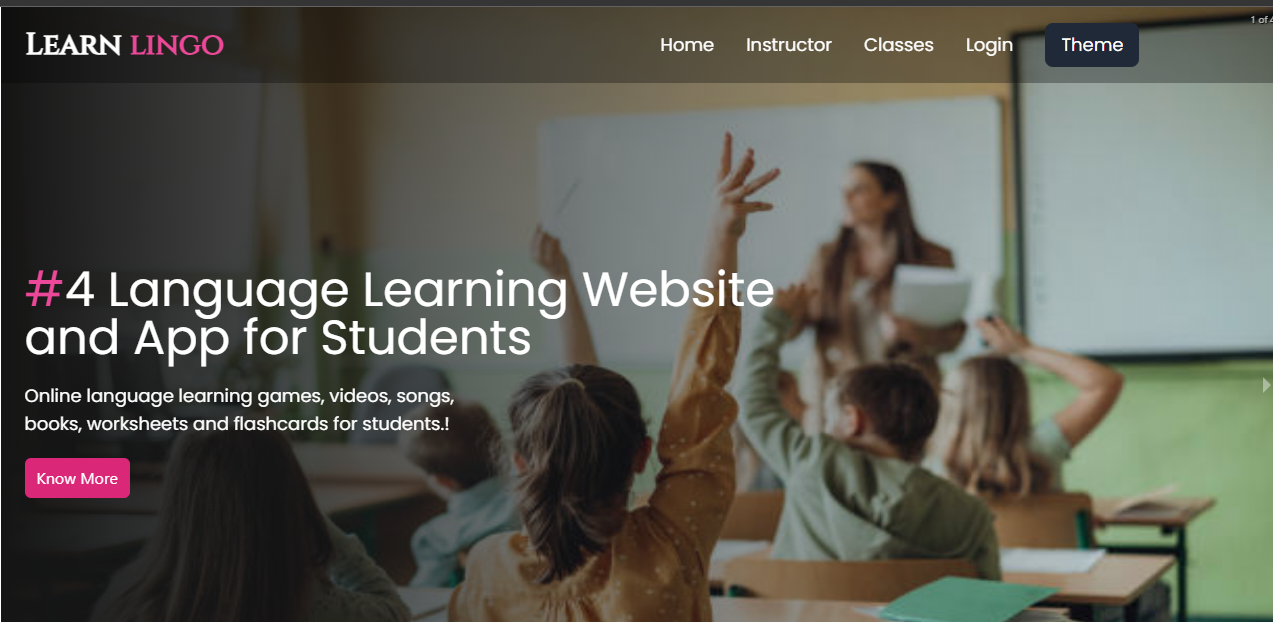 LEARN LINGO
Home Instructor Classes Login Theme
1 of 4
#4 Language Learning Website
and App for Students
Online language learning games, videos, songs,
books, worksheets and flashcards for students.!
Know More